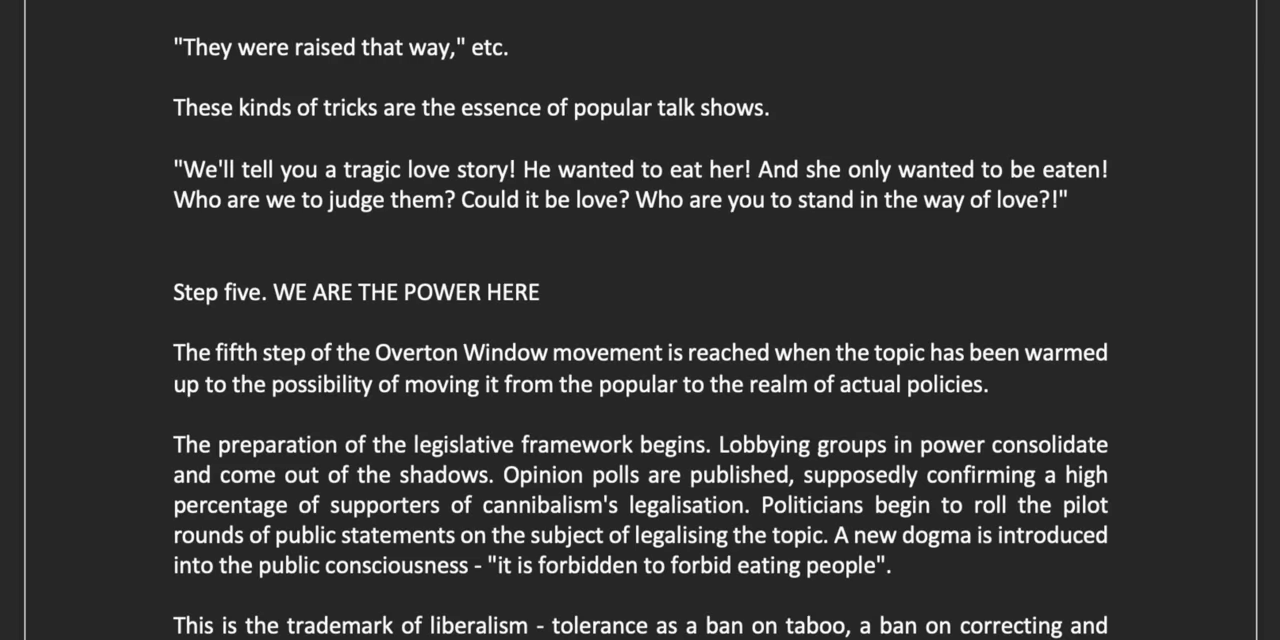 "They were raised that way," etc.
These kinds of tricks are the essence of popular talk shows.
"We'll tell you a tragic love story! He wanted to eat her! And she only wanted to be eaten!
Who are we to judge them? Could it be love? Who are you to stand in the way of love?!"
Step five. WE ARE THE POWER HERE
The fifth step of the Overton Window movement is reached when the topic has been warmed
up to the possibility of moving it from the popular to the realm of actual policies.
The preparation of the legislative framework begins. Lobbying groups in power consolidate
and come out of the shadows. Opinion polls are published, supposedly confirming a high
percentage of supporters of cannibalism's legalisation. Politicians begin to roll the pilot
rounds of public statements on the subject of legalising the topic. A new dogma is introduced
into the public consciousness - "it is forbidden to forbid eating people".
This is the trademark of liberalism - tolerance as a ban on taboo, a ban on correcting and